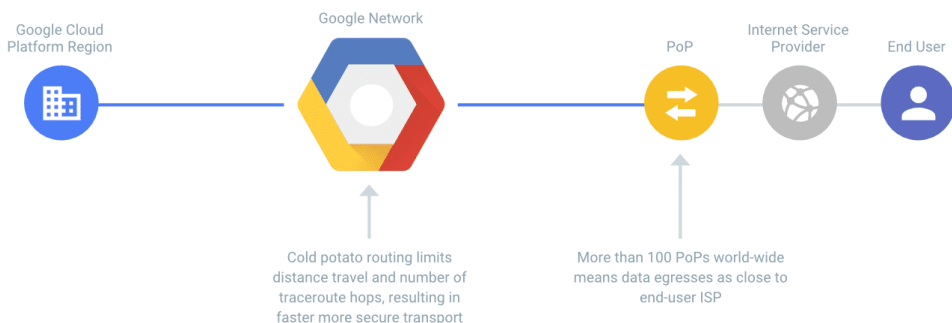 Google Cloud
Platform Region
Google Network
PoP
Internet Service
Provider
End User
Cold potato routing limits
distance travel and number of
traceroute hops, resulting in
faster more secure transport
More than 100 PoPs world-wide
means data egresses as close to
end-user ISP